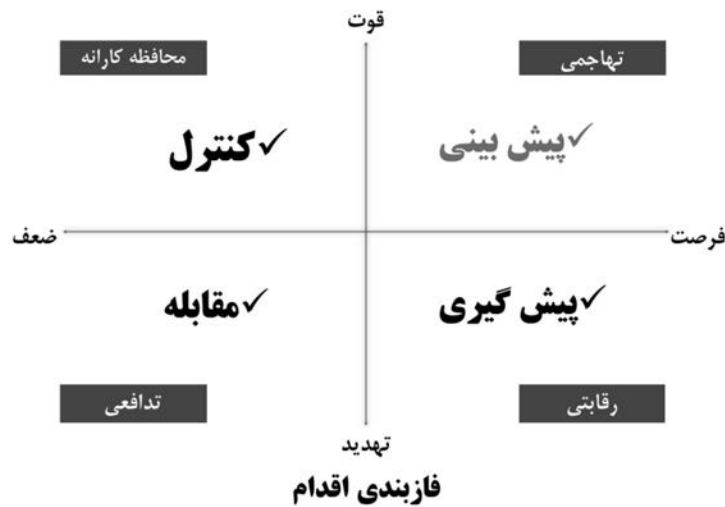 قوت
تهاجمی
محافظه کارانه
✓پیش بینی
✓کنترل
فرصت
ضعف
✓پیش گیری
✓مقابله
رقابتی
تدافعی
تهدید
فازبندی اقدام